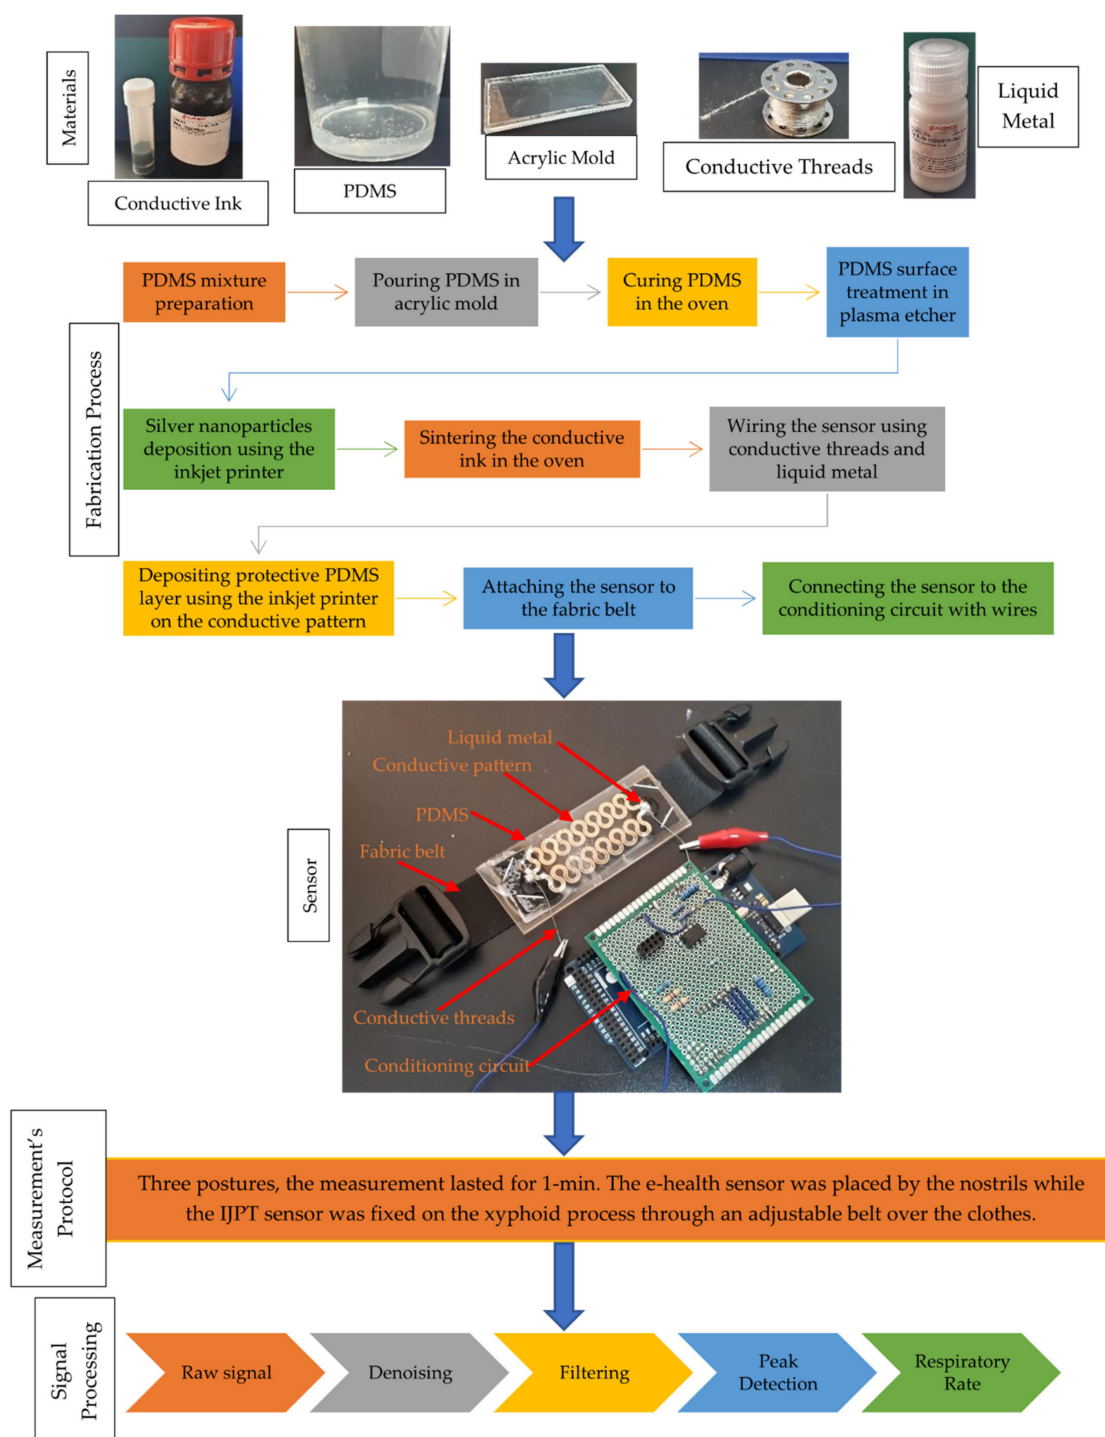 Materials
Conductive Ink
PDMS
Acrylic Mold
Conductive Threads
Liquid
Metal
Fabrication Process
PDMS mixture
preparation
Pouring PDMS in
acrylic mold
Curing PDMS
in the oven
PDMS surface
treatment in
plasma etcher
Silver nanoparticles
deposition using the
inkjet printer
Sintering the conductive
ink in the oven
Wiring the sensor using
conductive threads and
liquid metal
Depositing protective PDMS
layer using the inkjet printer
on the conductive pattern
Attaching the sensor to
the fabric belt
Connecting the sensor to the
conditioning circuit with wires
Sensor
Liquid metal
Conductive pattern
PDMS
Fabric belt
Conductive threads
Conditioning circuit
Measurement's
Protocol
Three postures, the measurement lasted for 1-min. The e-health sensor was placed by the nostrils while
the IJPT sensor was fixed on the xyphoid process through an adjustable belt over the clothes.
Signal
Processing
Raw signal
Denoising
Filtering
Peak
Detection
Respiratory
Rate